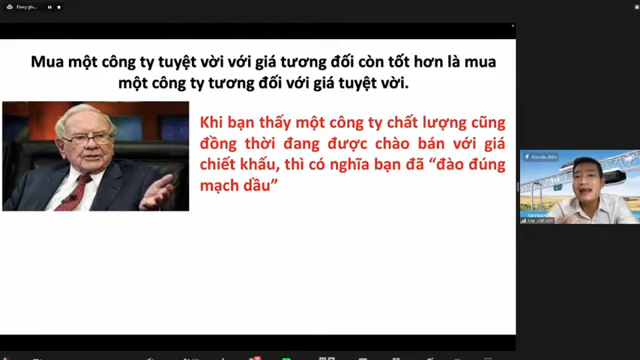 Mua một công ty tuyệt vời với giá tương đối còn tốt hơn là mua
một công ty tương đối với giá tuyệt vời.
Khi bạn thấy một công ty chất lượng cũng
đồng thời đang được chào bán với giá
chiết khấu, thì có nghĩa bạn đã “đào đúng
mạch dầu”